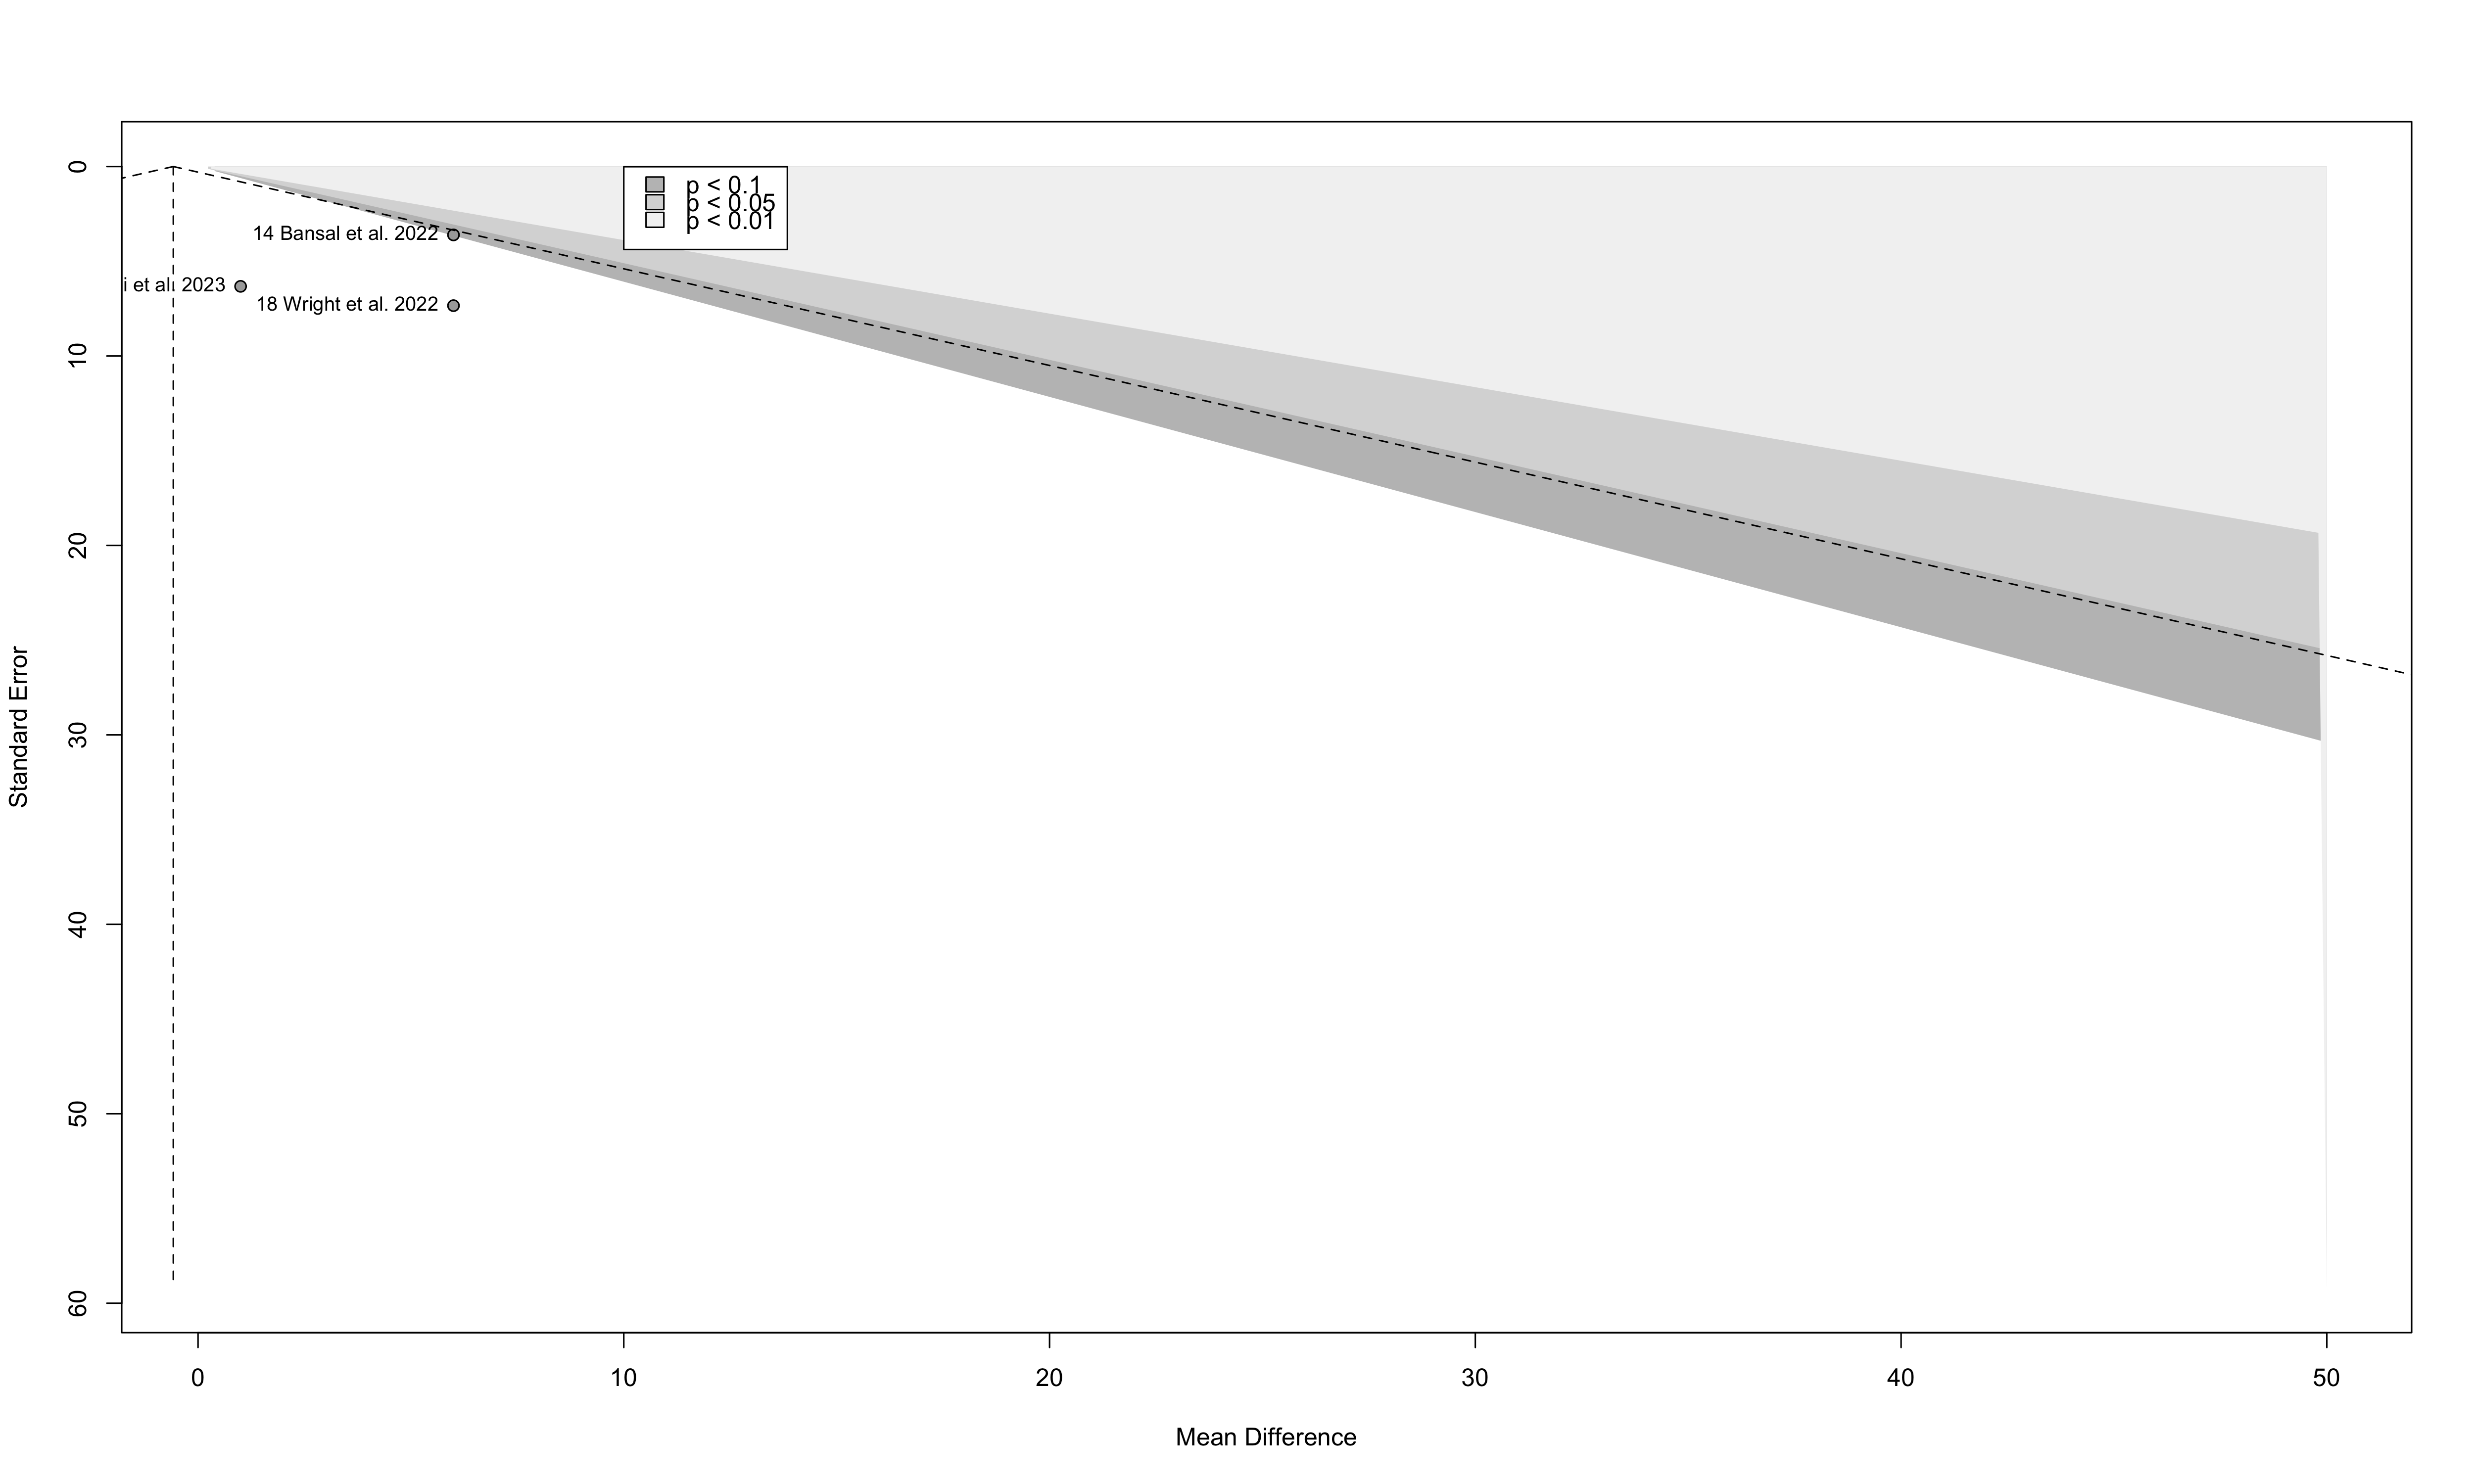 0
10
20
30
40
50
60
Standard Error
p < 0.1
p < 0.05
p < 0.01
14 Bansal et al. 2022
i et al. 2023
18 Wright et al. 2022
0
10
20
30
40
50
Mean Difference